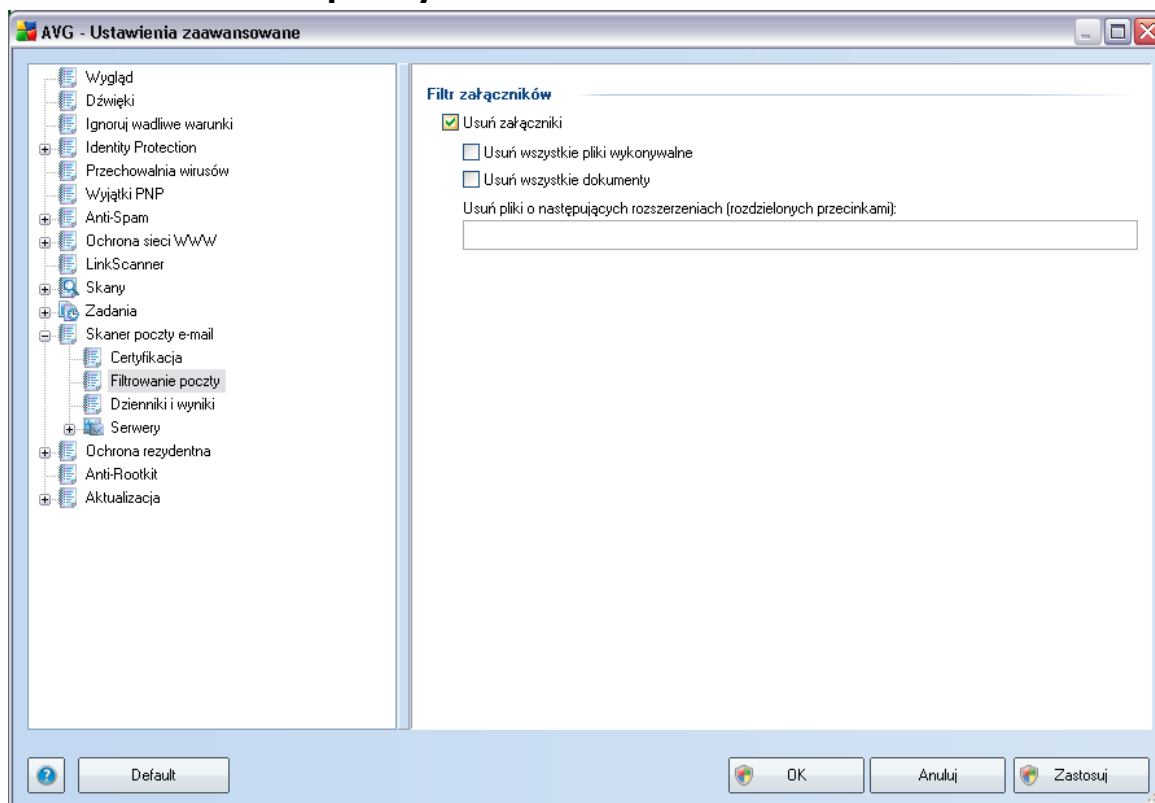 AVG - Ustawienia zaawansowane
Wygląd
Dźwięki
Ignoruj wadliwe warunki
Identity Protection
Przechowalnia wirusów
Wyjątki PNP
Anti-Spam
Ochrona sieci WWW
LinkScanner
Skany
Zadania
Skaner poczty e-mail
Certyfikacja
Filtrowanie poczty
Dzienniki i wyniki
Serwery
Ochrona rezydentna
Anti-Rootkit
Aktualizacja
Filtr załączników
Usuń załączniki
Usuń wszystkie pliki wykonywalne
Usuń wszystkie dokumenty
Usuń pliki o następujących rozszerzeniach (rozdzielonych przecinkami):
Default
OK
Anuluj
Zastosuj